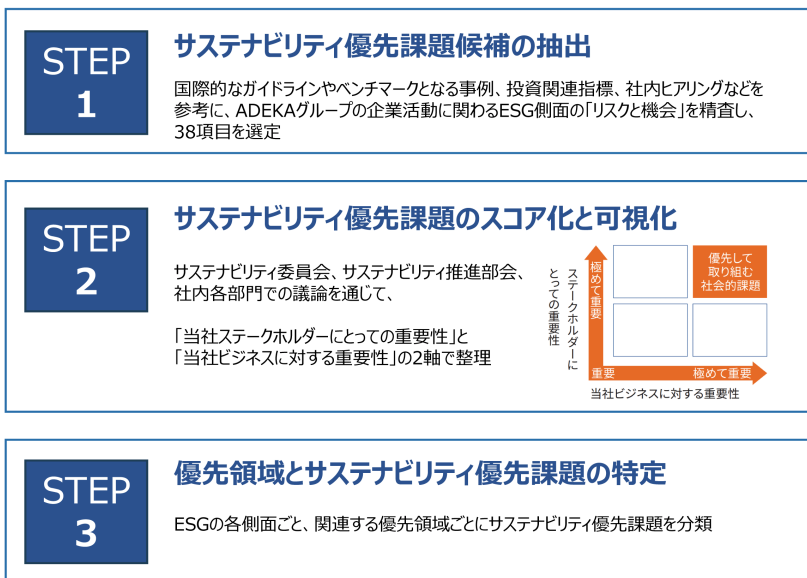 STEP
1
サステナビリティ優先課題候補の抽出
国際的なガイドラインやベンチマークとなる事例、投資関連指標、社内ヒアリングなどを
参考に、ADEKAグループの企業活動に関わるESG側面の「リスクと機会」を精査し、
38項目を選定
STEP
2
サステナビリティ優先課題のスコア化と可視化
サステナビリティ委員会、サステナビリティ推進部会、
社内各部門での議論を通じて、
「当社ステークホルダーにとっての重要性」と
「当社ビジネスに対する重要性」の2軸で整理
ステークホルダーに
とっての重要性
極めて重要
優先して
取り組む
社会的課題
重要
極めて重要
当社ビジネスに対する重要性
STEP
3
優先領域とサステナビリティ優先課題の特定
ESGの各側面ごと、関連する優先領域ごとにサステナビリティ優先課題を分類